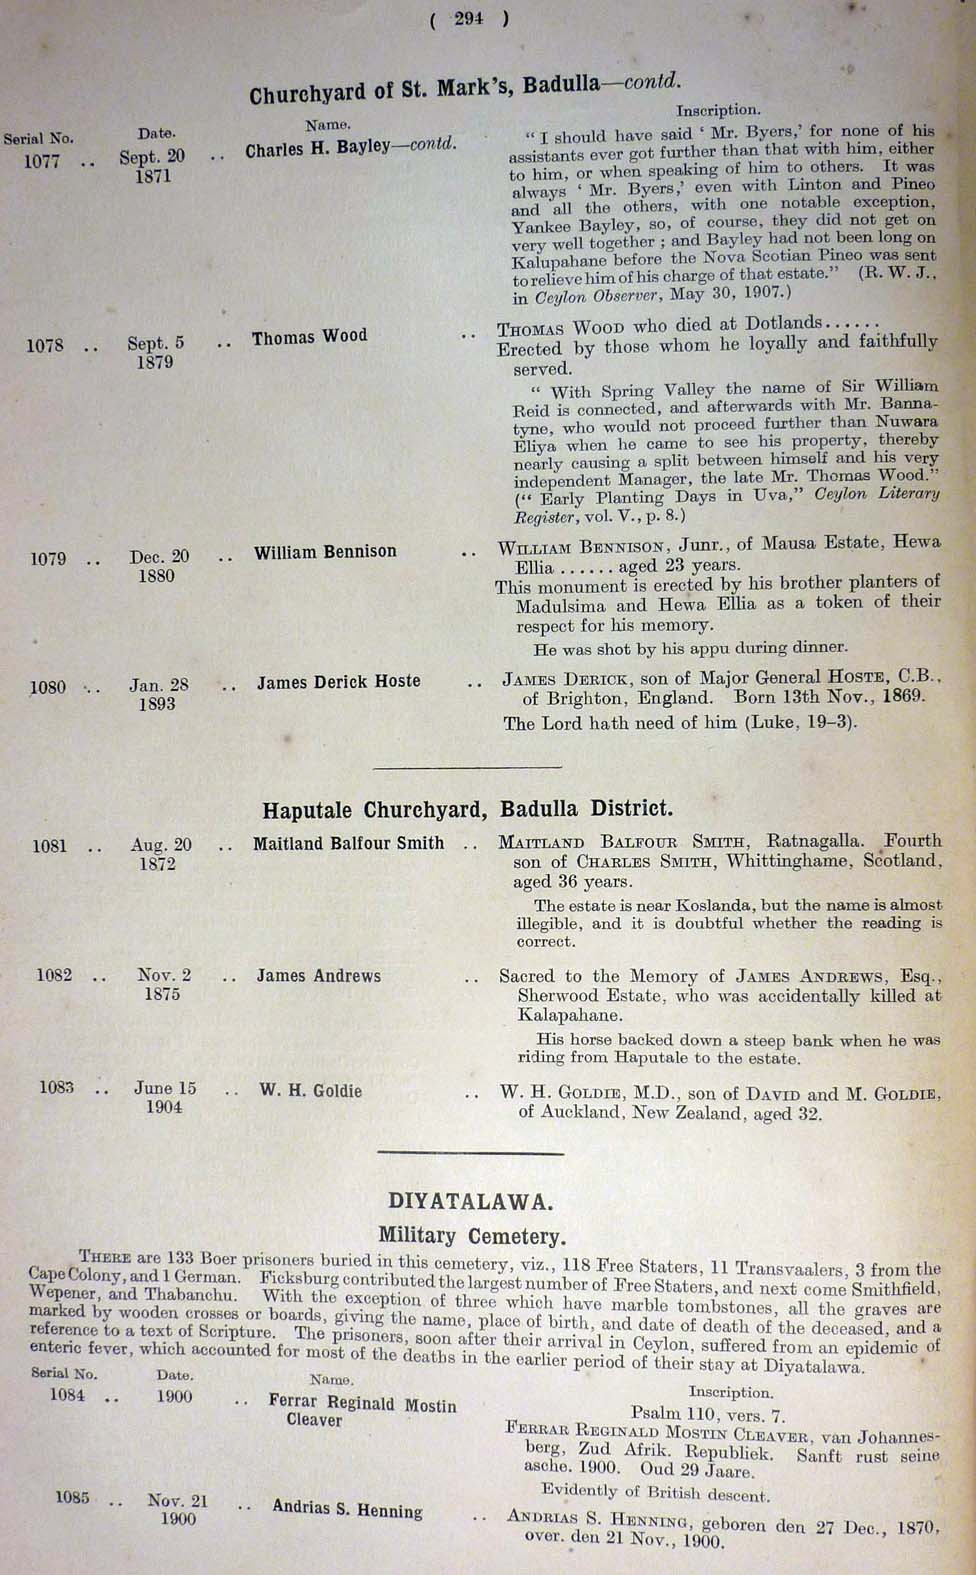 ( 294 )
Churchyard of St. Mark's, Badulla—contd.
Serial No. Date. Name. Inscription.
1077 .. Sept. 20 .. Charles H. Bayley—contd. “ I should have said ‘ Mr. Byers,’ for none of his
1871 assistants ever got further than that with him, either
to him, or when speaking of him to others. It was
always ‘ Mr. Byers,’ even with Linton and Pineo
and all the others, with one notable exception,
Yankee Bayley, so, of course, they did not get on
very well together ; and Bayley had not been long on
Kalupahane before the Nova Scotian Pineo was sent
to relieve him of his charge of that estate.” (R. W. J.,
in Ceylon Observer, May 30, 1907.)
1078 .. Sept. 5 .. Thomas Wood .. THOMAS WOOD who died at Dotlands......
1879 Erected by those whom he loyally and faithfully
served.
“ With Spring Valley the name of Sir William
Reid is connected, and afterwards with Mr. Banna-
tyne, who would not proceed further than Nuwara
Eliya when he came to see his property, thereby
nearly causing a split between himself and his very
independent Manager, the late Mr. Thomas Wood.”
(“ Early Planting Days in Uva,” Ceylon Literary
Register, vol. V., p. 8.)
1079 .. Dec. 20 .. William Bennison .. WILLIAM BENNISON, Junr., of Mausa Estate, Hewa
1880 Ellia ...... aged 23 years.
This monument is erected by his brother planters of
Madulsima and Hewa Ellia as a token of their
respect for his memory.
He was shot by his appu during dinner.
1080 .. Jan. 28 .. James Derick Hoste .. JAMES DERICK, son of Major General HOSTE, C.B.,
1893 of Brighton, England. Born 13th Nov., 1869.
The Lord hath need of him (Luke, 19–3).
Haputale Churchyard, Badulla District.
1081 .. Aug. 20 .. Maitland Balfour Smith .. MAITLAND BALFOUR SMITH, Ratnagalla. Fourth
1872 son of CHARLES SMITH, Whittinghame, Scotland,
aged 36 years.
The estate is near Koslanda, but the name is almost
illegible, and it is doubtful whether the reading is
correct.
1082 .. Nov. 2 .. James Andrews .. Sacred to the Memory of JAMES ANDREWS, Esq.,
1875 Sherwood Estate, who was accidentally killed at
Kalapahane.
His horse backed down a steep bank when he was
riding from Haputale to the estate.
1083 .. June 15 .. W. H. Goldie .. W. H. GOLDIE, M.D., son of DAVID and M. GOLDIE,
1904 of Auckland, New Zealand, aged 32.
DIYATALAWA.
Military Cemetery.
THERE are 133 Boer prisoners buried in this cemetery, viz., 118 Free Staters, 11 Transvaalers, 3 from the
Cape Colony, and 1 German. Ficksburg contributed the largest number of Free Staters, and next come Smithfield,
Wepener, and Thabanchu. With the exception of three which have marble tombstones, all the graves are
marked by wooden crosses or boards, giving the name, place of birth, and date of death of the deceased, and a
reference to a text of Scripture. The prisoners, soon after their arrival in Ceylon, suffered from an epidemic of
enteric fever, which accounted for most of the deaths in the earlier period of their stay at Diyatalawa.
Serial No. Date. Name. Inscription.
1084 .. 1900 .. Ferrar Reginald Mostin Psalm 110, vers. 7.
Cleaver FERRAR REGINALD MOSTIN CLEAVER, van Johannes-
berg, Zud Afrik. Republiek. Sanft rust seine
asche. 1900. Oud 29 Jaare.
Evidently of British descent.
1085 .. Nov. 21 .. Andrias S. Henning .. ANDRIAS S. HENNING, geboren den 27 Dec., 1870,
1900 over. den 21 Nov., 1900.